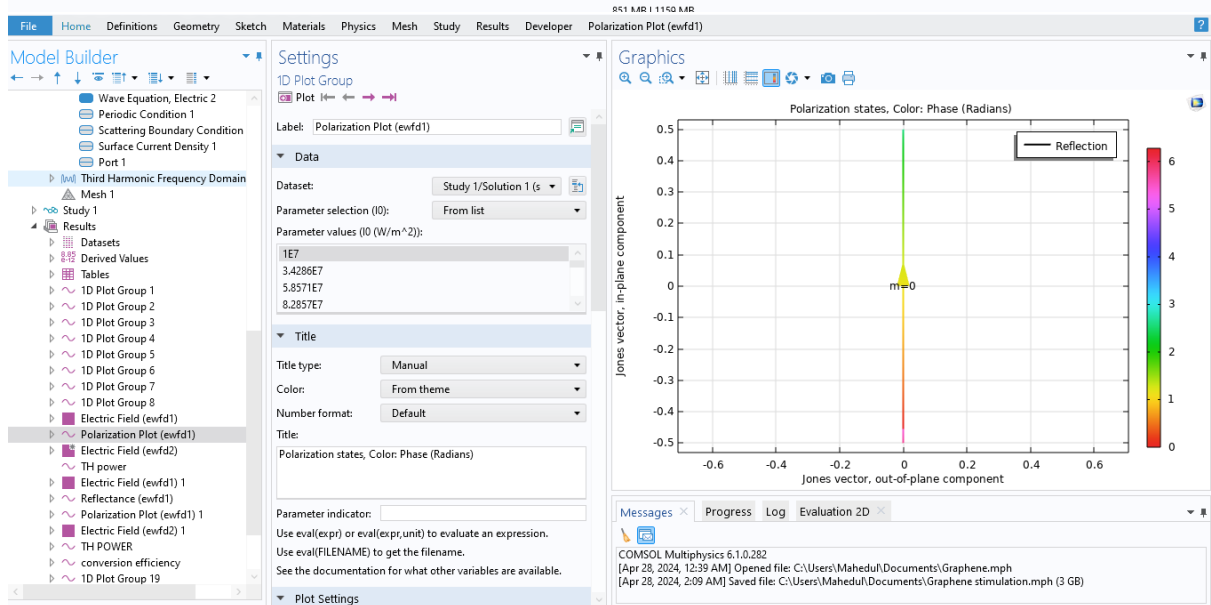 851 MB | 1159 MB
File Home Definitions Geometry Sketch Materials Physics Mesh Study Results Developer Polarization Plot (ewfd1) ?
Model Builder
Wave Equation, Electric 2
Periodic Condition 1
Scattering Boundary Condition
Surface Current Density 1
Port 1
Third Harmonic Frequency Domain
Mesh 1
Study 1
Results
Datasets
8.85
e-12
Derived Values
Tables
1D Plot Group 1
1D Plot Group 2
1D Plot Group 3
1D Plot Group 4
1D Plot Group 5
1D Plot Group 6
1D Plot Group 7
1D Plot Group 8
Electric Field (ewfd1)
Polarization Plot (ewfd1)
Electric Field (ewfd2)
TH power
Electric Field (ewfd1) 1
Reflectance (ewfd1)
Polarization Plot (ewfd1) 1
Electric Field (ewfd2) 1
TH POWER
conversion efficiency
1D Plot Group 19
Settings
1D Plot Group
Plot
Label: Polarization Plot (ewfd1)
Data
Dataset: Study 1/Solution 1 (s
Parameter selection (I0): From list
Parameter values (I0 (W/m^2)):
1E7
3.4286E7
5.8571E7
8.2857E7
Title
Title type: Manual
Color: From theme
Number format: Default
Title:
Polarization states, Color: Phase (Radians)
Parameter indicator:
Use eval(expr) or eval(expr,unit) to evaluate an expression.
Use eval(FILENAME) to get the filename.
See the documentation for what other variables are available.
Plot Settings
Graphics
Polarization states, Color: Phase (Radians)
Jones vector, in-plane component
0.5
0.4
0.3
0.2
0.1
0
-0.1
-0.2
-0.3
-0.4
-0.5
Reflection
m=0
-0.6 -0.4 -0.2 0 0.2 0.4 0.6
Jones vector, out-of-plane component
6
5
4
3
2
1
0
Messages Progress Log Evaluation 2D
COMSOL Multiphysics 6.1.0.282
[Apr 28, 2024, 12:39 AM] Opened file: C:\Users\Mahedul\Documents\Graphene.mph
[Apr 28, 2024, 2:09 AM] Saved file: C:\Users\Mahedul\Documents\Graphene stimulation.mph (3 GB)